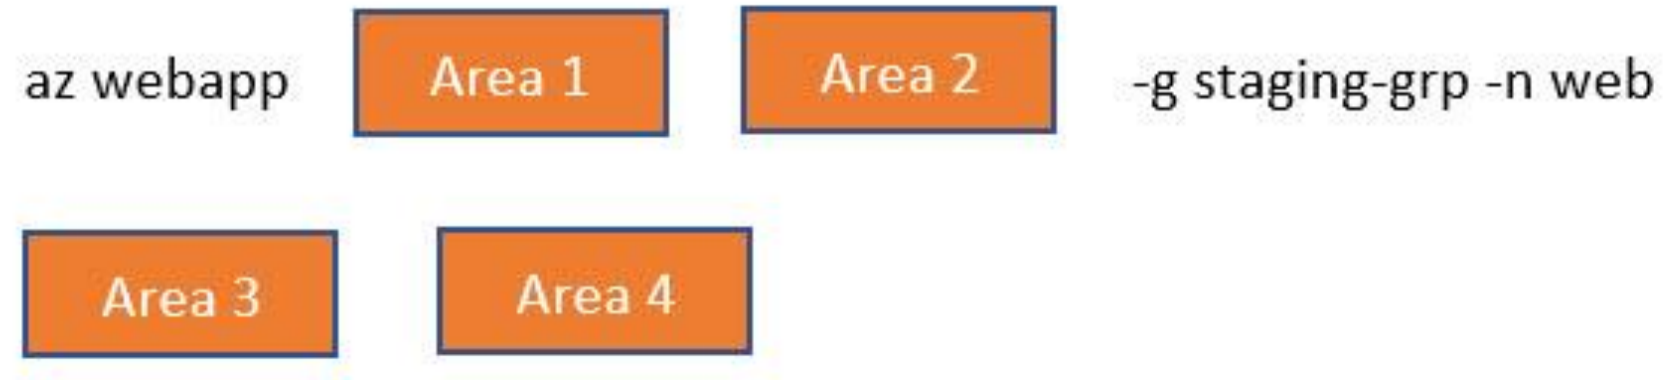 az webapp Area 1 Area 2 -g staging-grp -n web
Area 3 Area 4